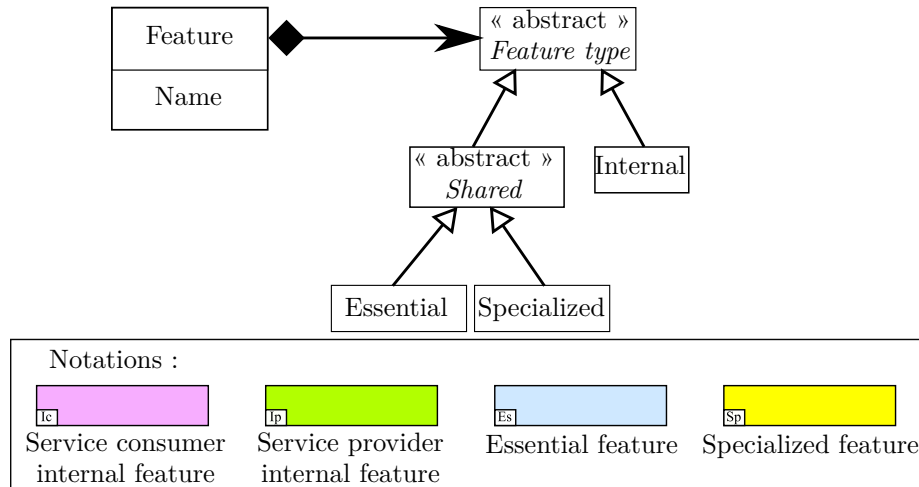 Feature
Name
« abstract »
Feature type
« abstract »
Shared
Internal
Essential
Specialized
Notations :
Ic
Ip
Es
Sp
Service consumer
internal feature
Service provider
internal feature
Essential feature
Specialized feature